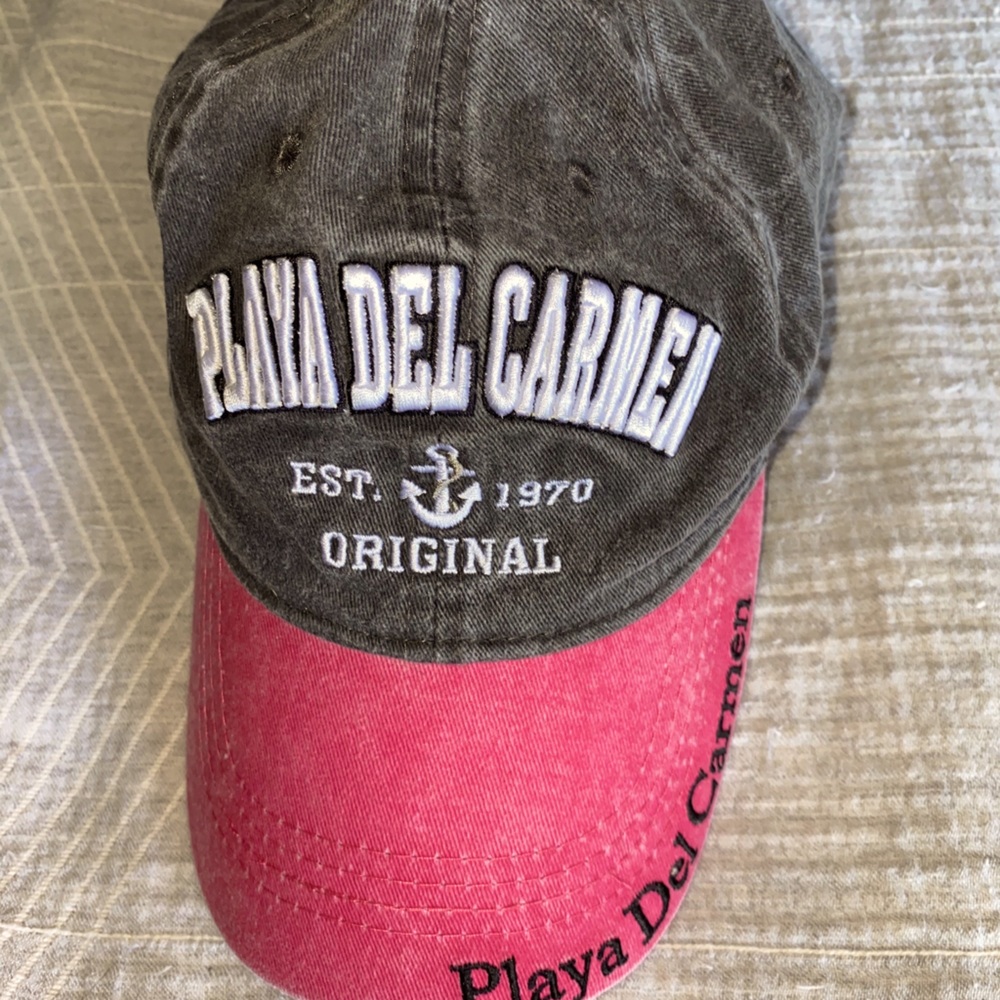 PLAYA DEL CARMEN
EST. 1970
ORIGINAL
Playa Del Carmen